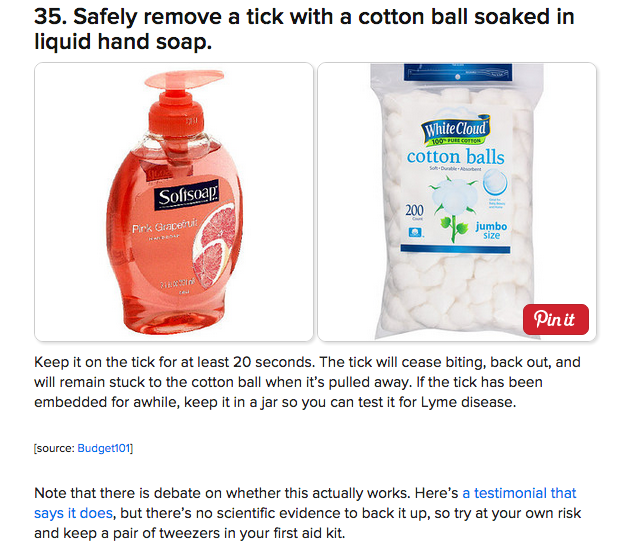 35. Safely remove a tick with a cotton ball soaked in
liquid hand soap.
Softsoap
Pink Grapefruit
White Cloud
100% PURE COTTON
cotton balls
Soft • Durable • Absorbent
200
Count
jumbo
size
Pin it
Keep it on the tick for at least 20 seconds. The tick will cease biting, back out, and
will remain stuck to the cotton ball when it’s pulled away. If the tick has been
embedded for awhile, keep it in a jar so you can test it for Lyme disease.
[source: Budget101]
Note that there is debate on whether this actually works. Here’s a testimonial that
says it does, but there’s no scientific evidence to back it up, so try at your own risk
and keep a pair of tweezers in your first aid kit.